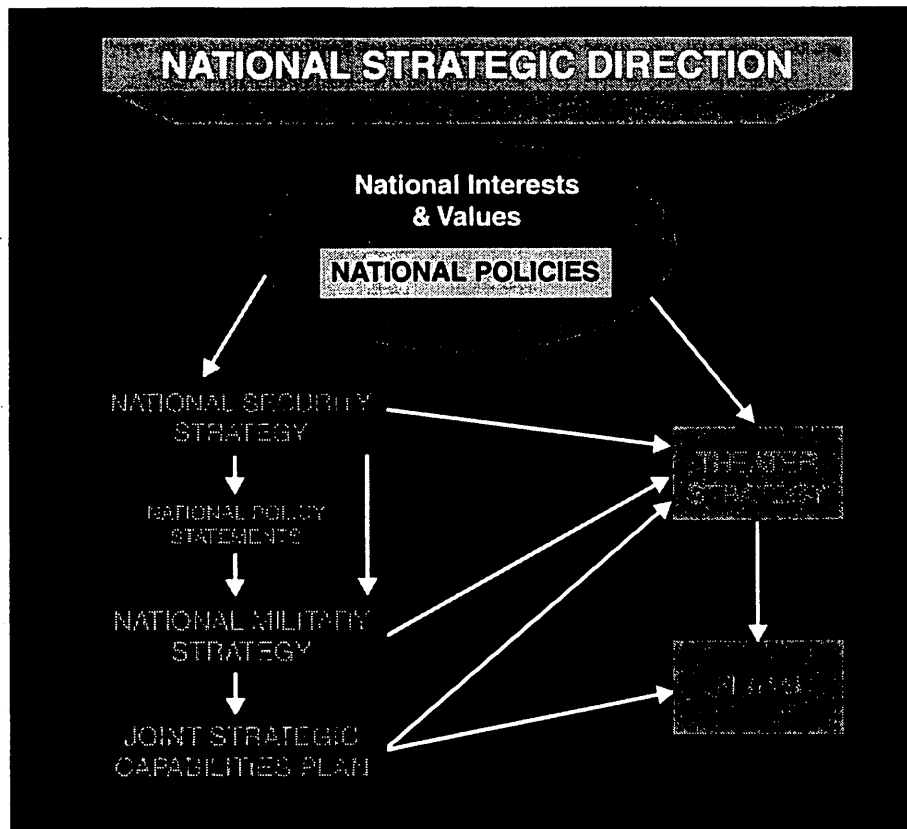 NATIONAL STRATEGIC DIRECTION
National Interests
& Values
NATIONAL POLICIES
NATIONAL SECURITY
STRATEGY
THEATER
STRATEGY
NATIONAL POLICY
STATEMENTS
NATIONAL MILITARY
STRATEGY
JOINT STRATEGIC
CAPABILITIES PLAN